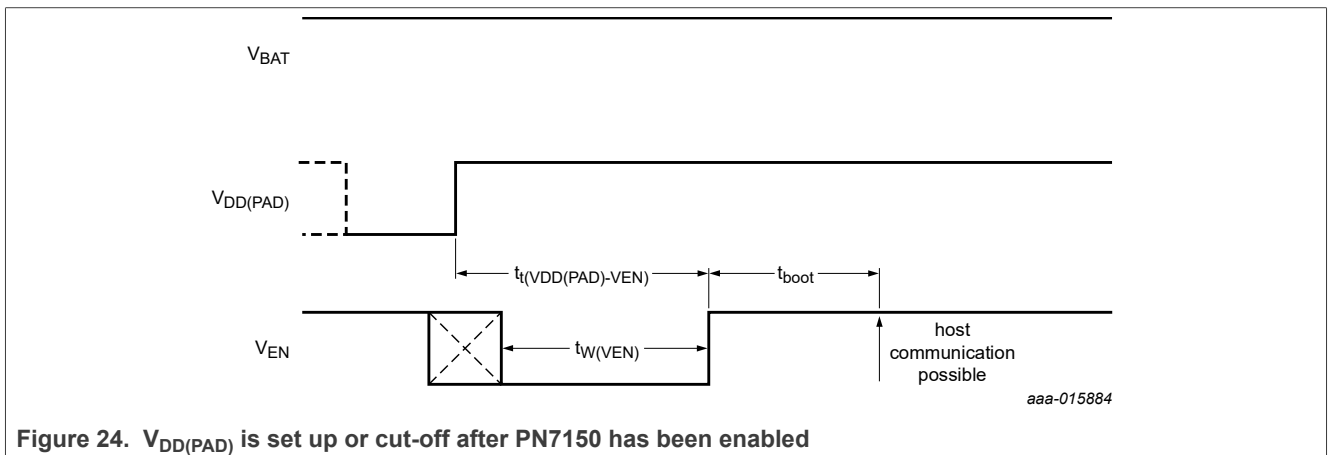 VBAT
VDD(PAD)
tt(VDD(PAD)-VEN)
tboot
VEN
tW(VEN)
host
communication
possible
aaa-015884
Figure 24. VDD(PAD) is set up or cut-off after PN7150 has been enabled